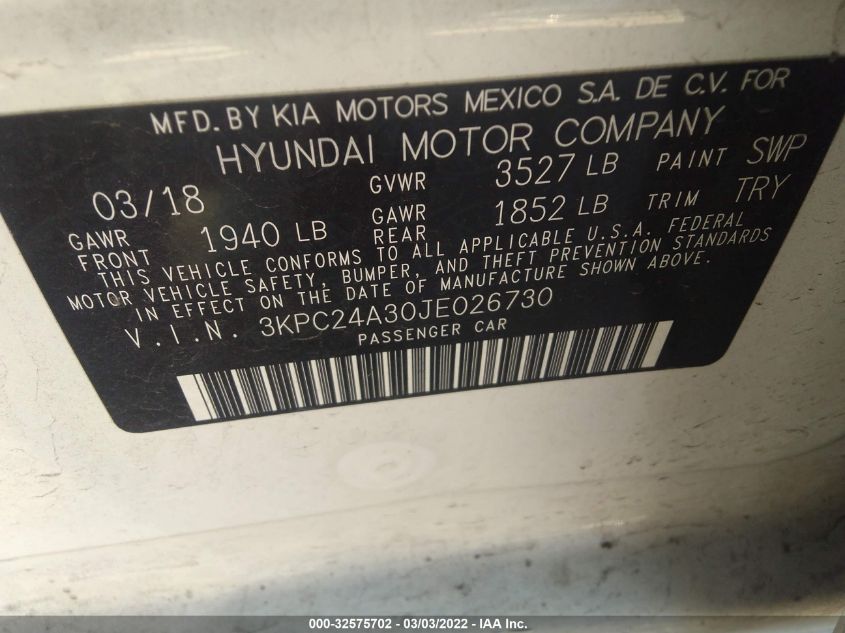 MFD. BY KIA MOTORS MEXICO S.A. DE C.V. FOR
HYUNDAI MOTOR COMPANY
03/18 GVWR 3527 LB PAINT SWP
GAWR FRONT 1940 LB GAWR REAR 1852 LB TRIM TRY
THIS VEHICLE CONFORMS TO ALL APPLICABLE U.S.A. FEDERAL
MOTOR VEHICLE SAFETY, BUMPER, AND THEFT PREVENTION STANDARDS
IN EFFECT ON THE DATE OF MANUFACTURE SHOWN ABOVE.
V.I.N. 3KPC24A30JE026730
PASSENGER CAR
000-32575702 - 03/03/2022 - IAA Inc.